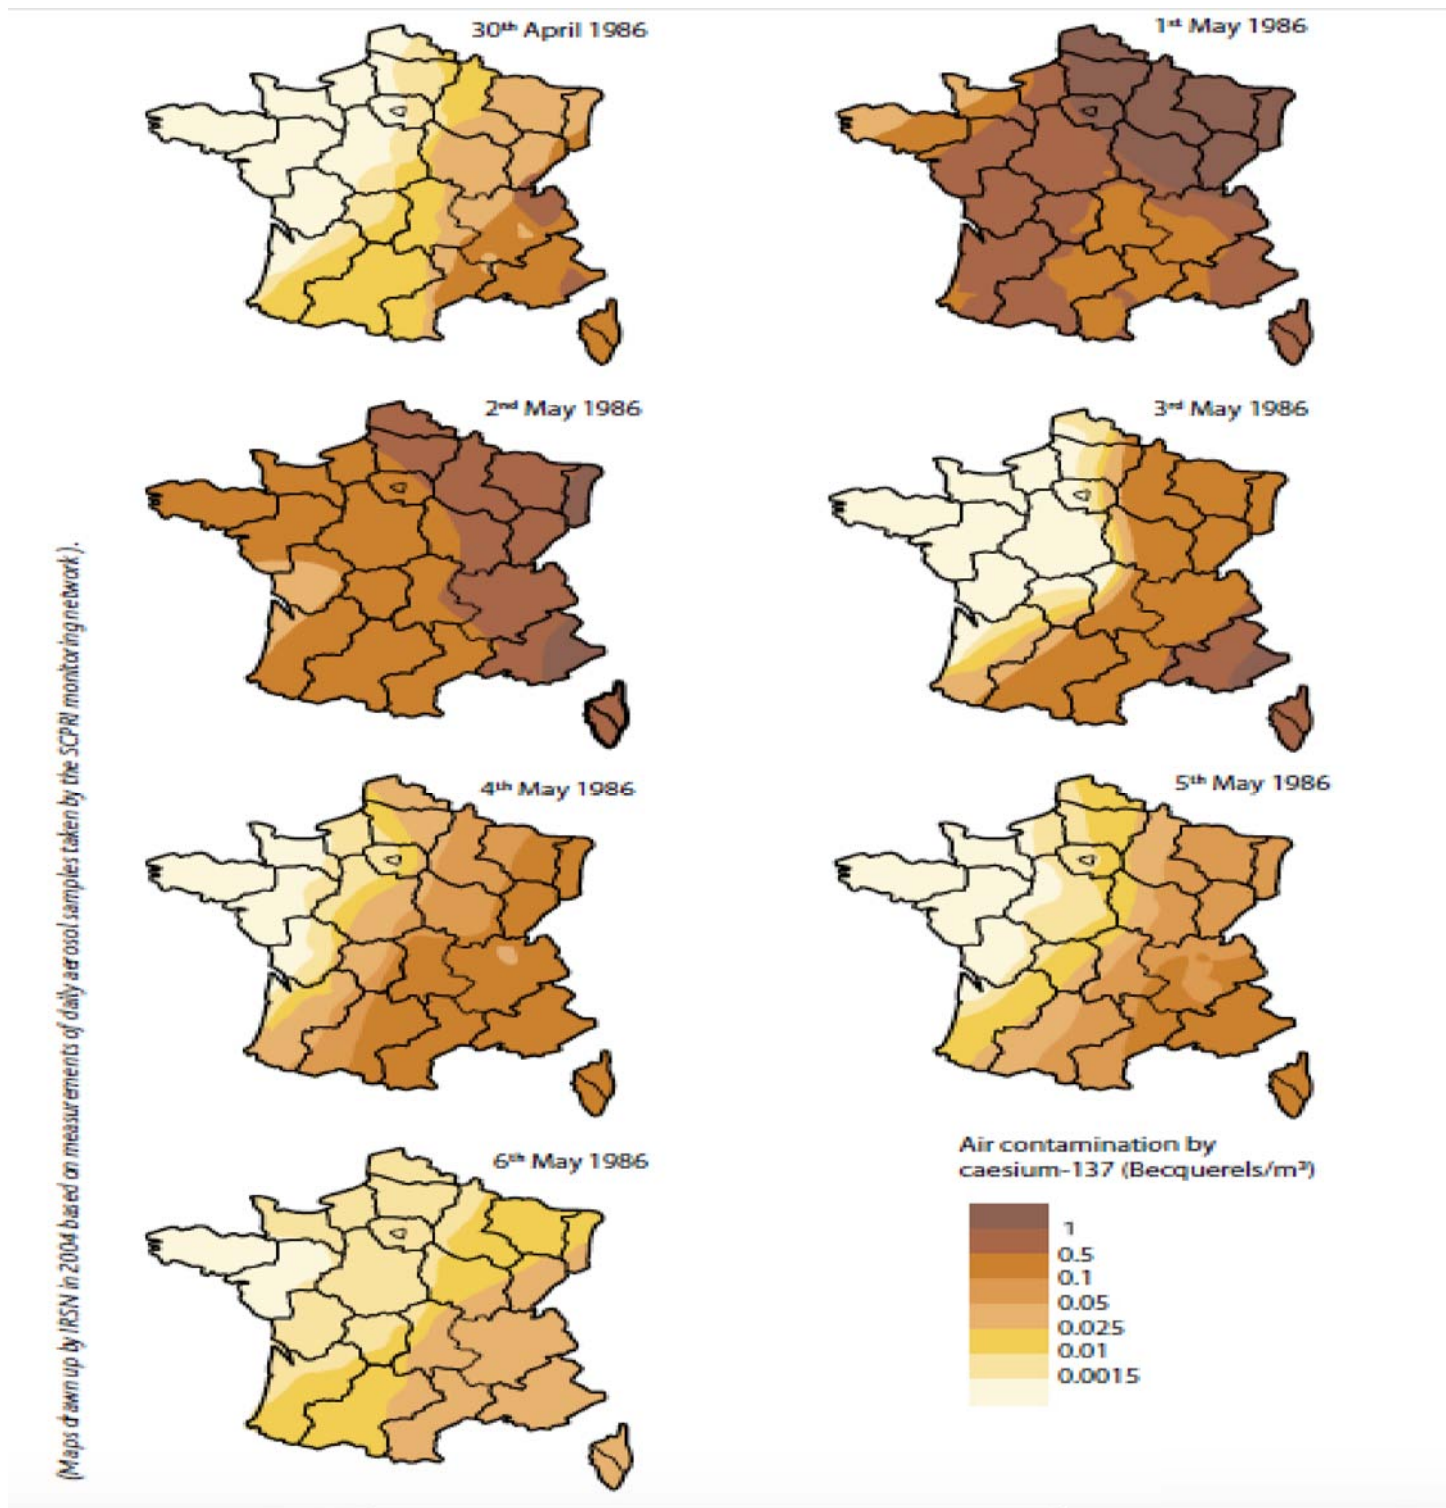 30th April 1986
1st May 1986
2nd May 1986
3rd May 1986
4th May 1986
5th May 1986
6th May 1986
Air contamination by
caesium-137 (Becquerels/m³)
1
0.5
0.1
0.05
0.025
0.01
0.0015
(Maps drawn up by IRSN in 2004 based on measurements of daily aerosol samples taken by the SCPRI monitoring network).